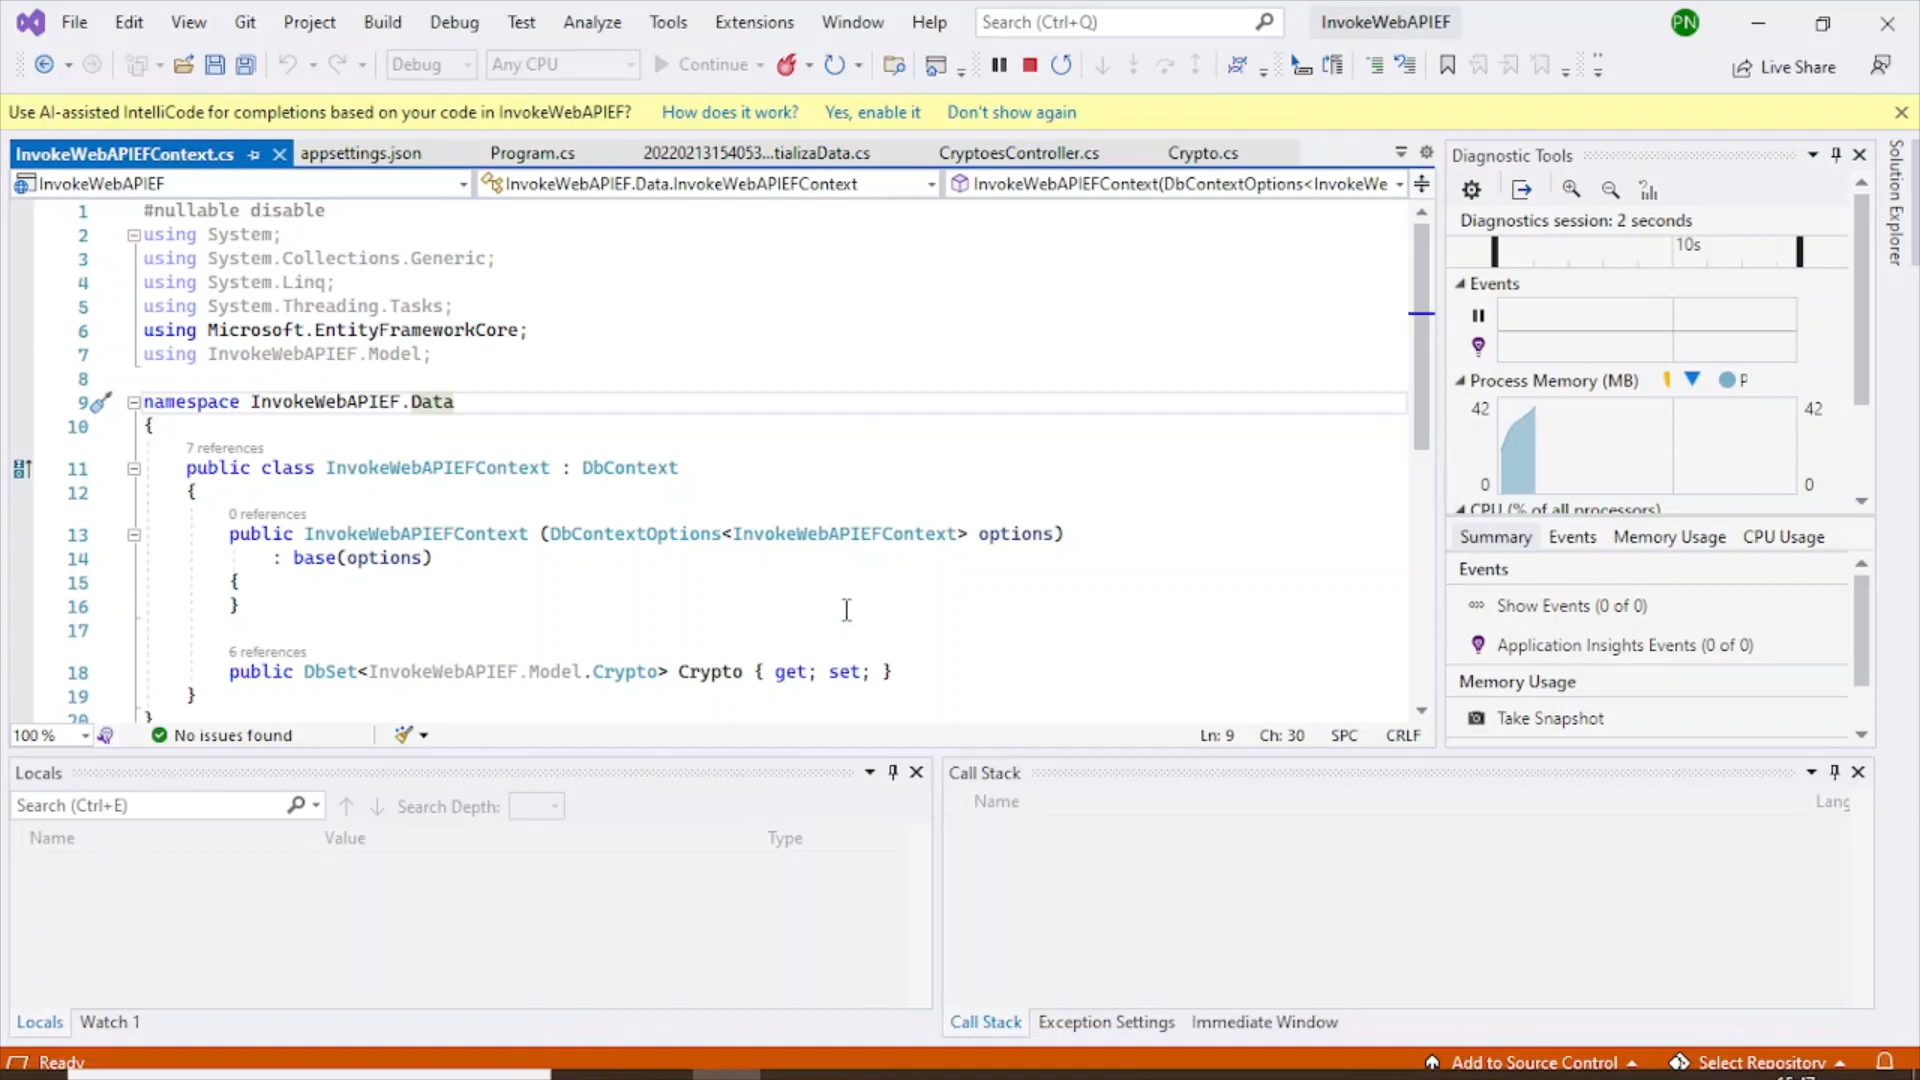 File Edit View Git Project Build Debug Test Analyze Tools Extensions Window Help Search (Ctrl+Q) InvokeWebAPIEF PN
Debug Any CPU Continue Live Share
Use AI-assisted IntelliCode for completions based on your code in InvokeWebAPIEF? How does it work? Yes, enable it Don't show again
InvokeWebAPIEFContext.cs appsettings.json Program.cs 20220213154053...tializaData.cs CryptoesController.cs Crypto.cs
InvokeWebAPIEF InvokeWebAPIEF.Data.InvokeWebAPIEFContext InvokeWebAPIEFContext(DbContextOptions<InvokeWe
1 #nullable disable
2 using System;
3 using System.Collections.Generic;
4 using System.Linq;
5 using System.Threading.Tasks;
6 using Microsoft.EntityFrameworkCore;
7 using InvokeWebAPIEF.Model;
8
9 namespace InvokeWebAPIEF.Data
10 {
7 references
11 public class InvokeWebAPIEFContext : DbContext
12 {
0 references
13 public InvokeWebAPIEFContext (DbContextOptions<InvokeWebAPIEFContext> options)
14 : base(options)
15 {
16 }
17
6 references
18 public DbSet<InvokeWebAPIEF.Model.Crypto> Crypto { get; set; }
19 }
20 }
100 % No issues found Ln: 9 Ch: 30 SPC CRLF
Diagnostic Tools
Diagnostics session: 2 seconds
10s
Events
Process Memory (MB) P
42 42
0 0
CPU (% of all processors)
Summary Events Memory Usage CPU Usage
Events
Show Events (0 of 0)
Application Insights Events (0 of 0)
Memory Usage
Take Snapshot
Solution Explorer
Locals
Search (Ctrl+E) Search Depth:
Name Value Type
Locals Watch 1
Call Stack
Name Lang
Call Stack Exception Settings Immediate Window
Ready Add to Source Control Select Repository